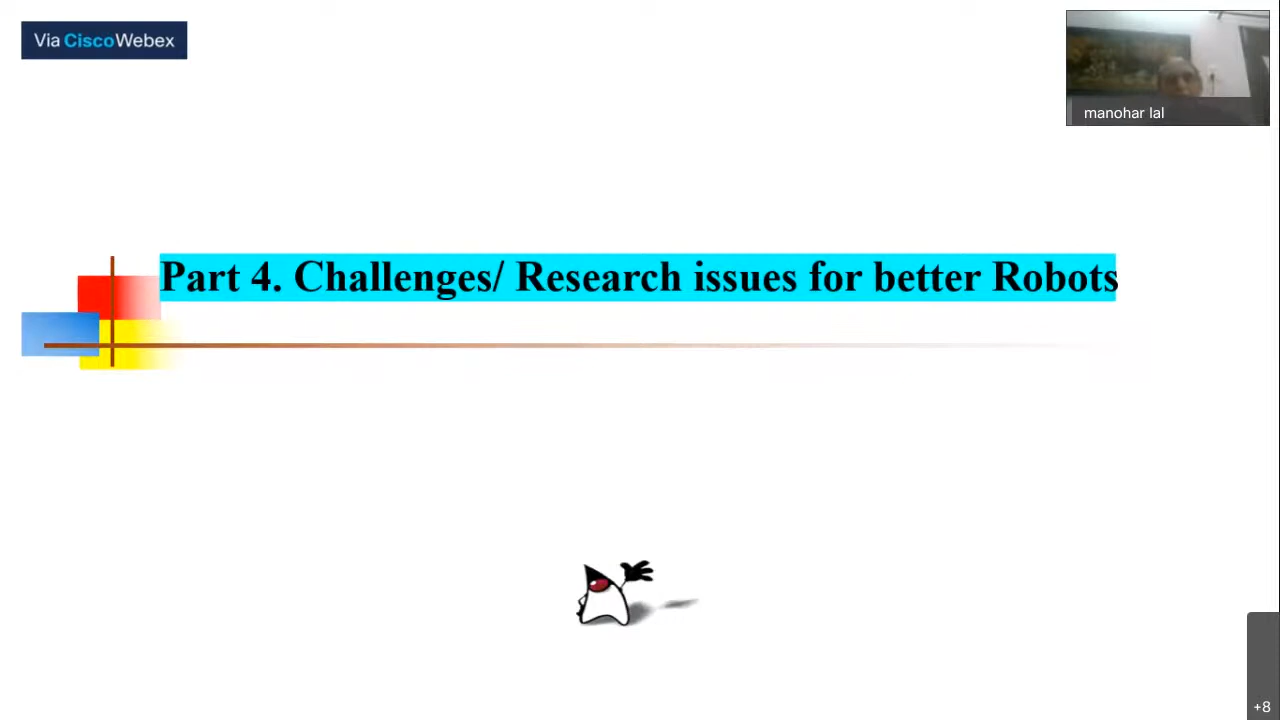 Via CiscoWebex
manohar lal
Part 4. Challenges/ Research issues for better Robots
+8